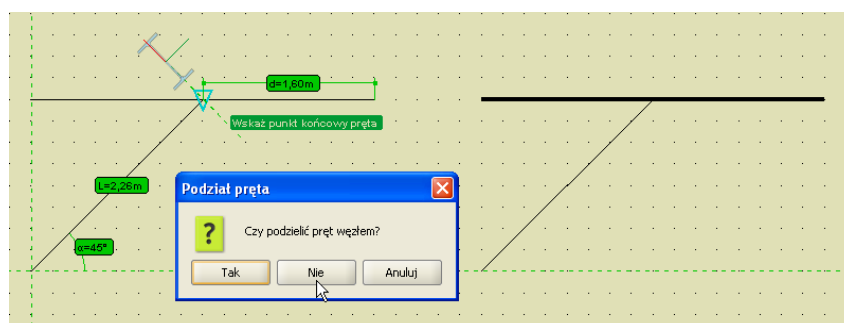 d=1,60m
Wskaż punkt końcowy pręta
L=2,26m
α=45°
Podział pręta
Czy podzielić pręt węzłem?
Tak
Nie
Anuluj